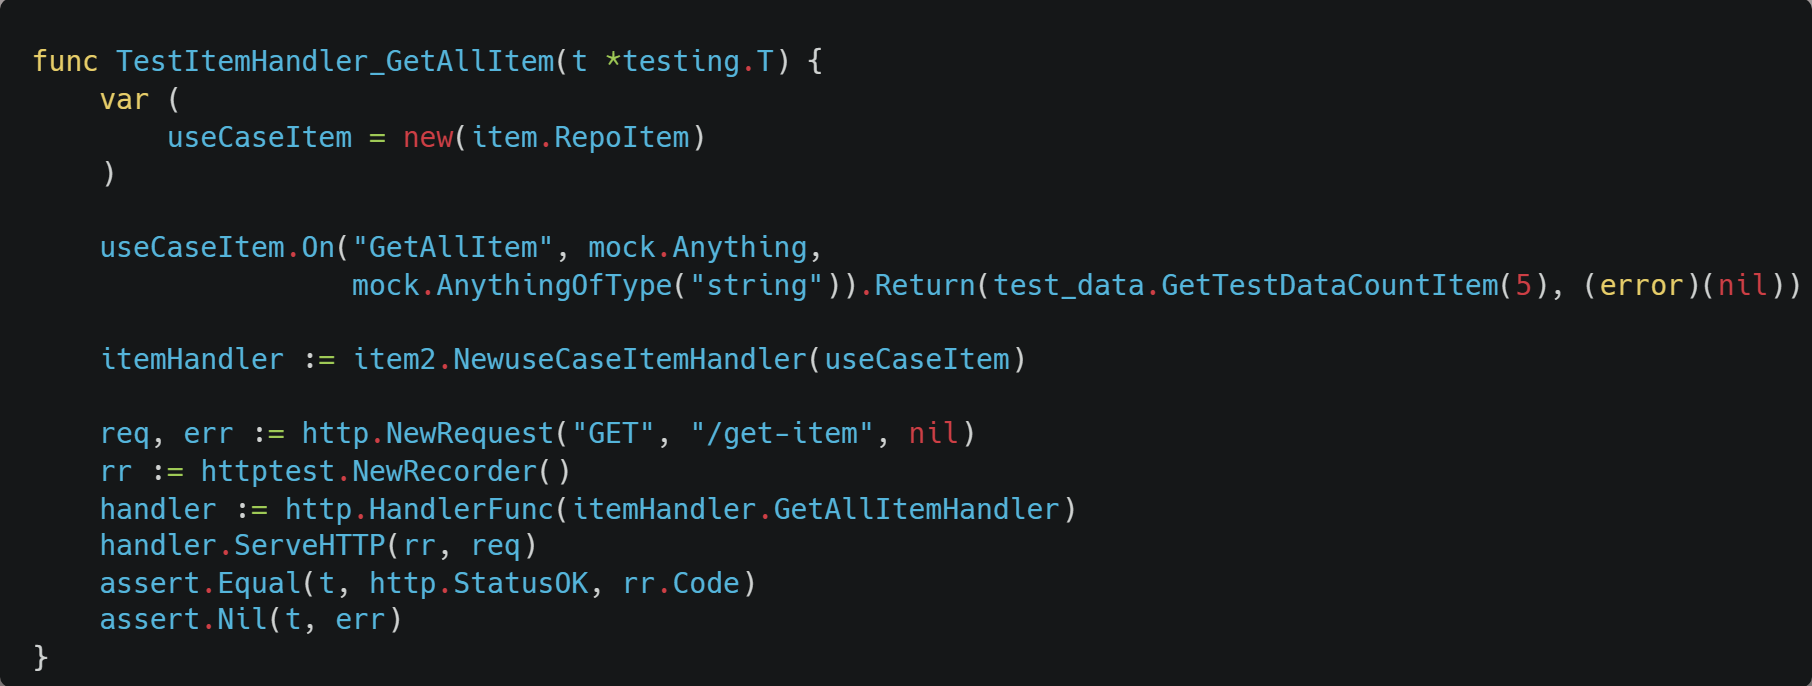 func TestItemHandler_GetAllItem(t *testing.T) {
    var (
        useCaseItem = new(item.RepoItem)
    )

    useCaseItem.On("GetAllItem", mock.Anything,
                   mock.AnythingOfType("string")).Return(test_data.GetTestDataCountItem(5), (error)(nil))

    itemHandler := item2.NewuseCaseItemHandler(useCaseItem)

    req, err := http.NewRequest("GET", "/get-item", nil)
    rr := httptest.NewRecorder()
    handler := http.HandlerFunc(itemHandler.GetAllItemHandler)
    handler.ServeHTTP(rr, req)
    assert.Equal(t, http.StatusOK, rr.Code)
    assert.Nil(t, err)
}